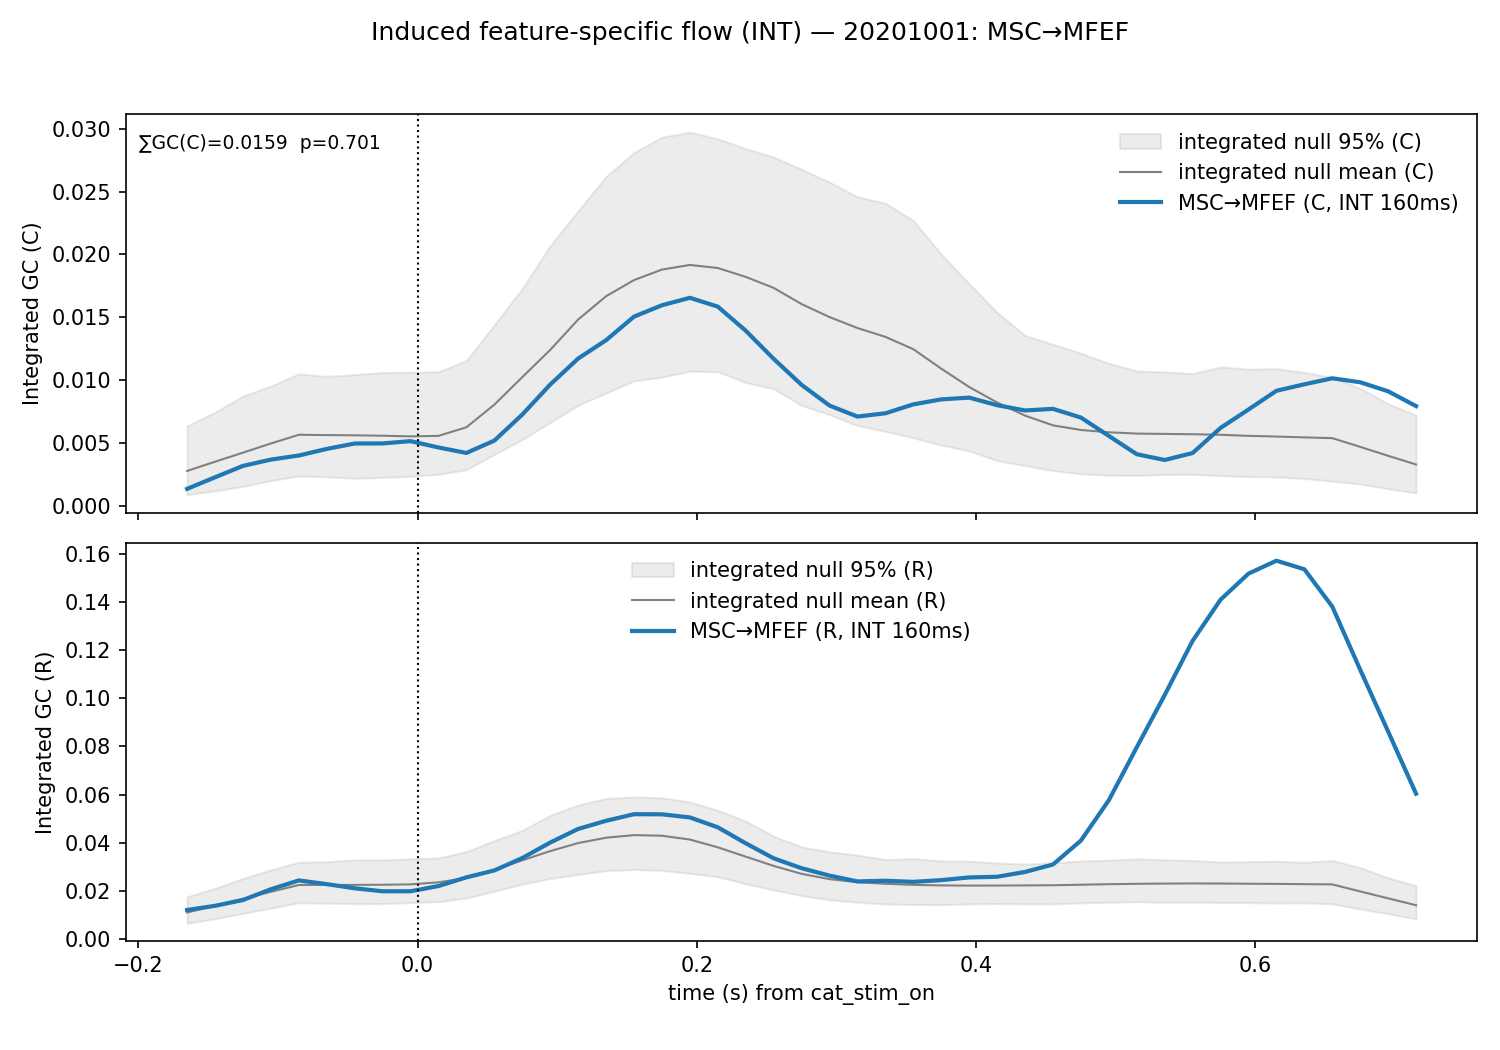 Induced feature-specific flow (INT) — 20201001: MSC→MFEF
∑GC(C)=0.0159  p=0.701
integrated null 95% (C)
integrated null mean (C)
MSC→MFEF (C, INT 160ms)
Integrated GC (C)
0.030
0.025
0.020
0.015
0.010
0.005
0.000
integrated null 95% (R)
integrated null mean (R)
MSC→MFEF (R, INT 160ms)
Integrated GC (R)
0.16
0.14
0.12
0.10
0.08
0.06
0.04
0.02
0.00
−0.2 0.0 0.2 0.4 0.6
time (s) from cat_stim_on